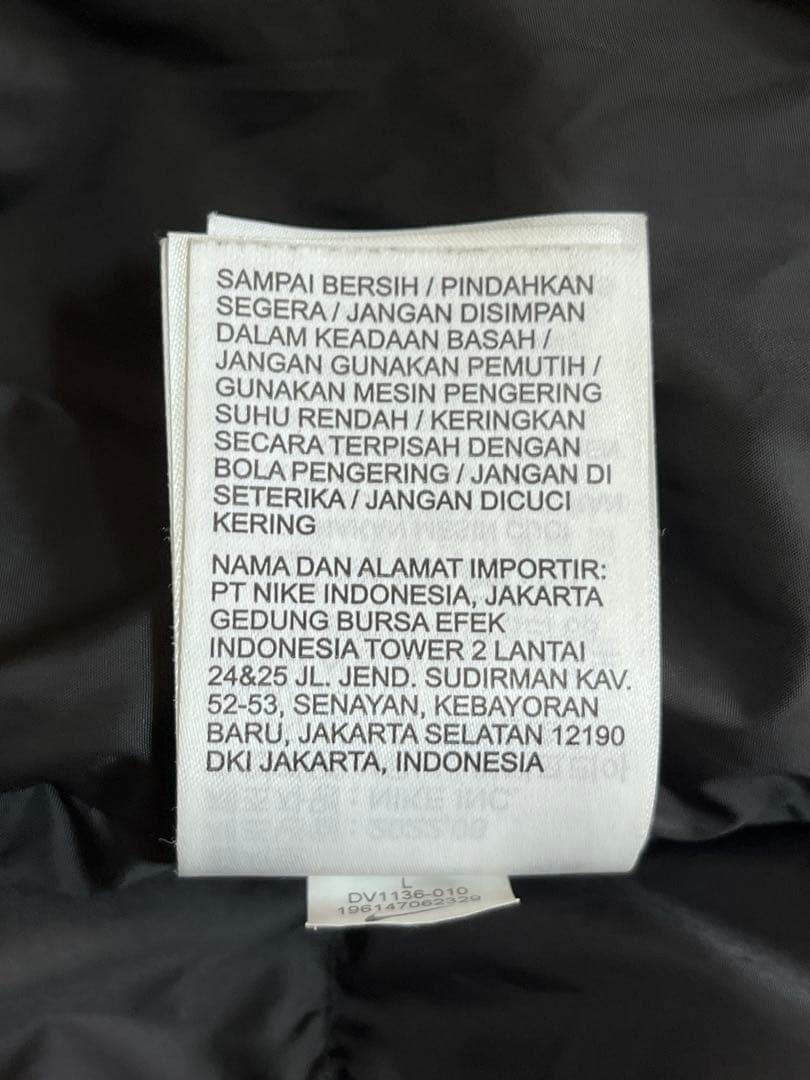 SAMPAI BERSIH / PINDAHKAN
SEGERA / JANGAN DISIMPAN
DALAM KEADAAN BASAH /
JANGAN GUNAKAN PEMUTIH /
GUNAKAN MESIN PENGERING
SUHU RENDAH / KERINGKAN
SECARA TERPISAH DENGAN
BOLA PENGERING / JANGAN DI
SETERIKA / JANGAN DICUCI
KERING
NAMA DAN ALAMAT IMPORTIR:
PT NIKE INDONESIA, JAKARTA
GEDUNG BURSA EFEK
INDONESIA TOWER 2 LANTAI
24&25 JL. JEND. SUDIRMAN KAV.
52-53, SENAYAN, KEBAYORAN
BARU, JAKARTA SELATAN 12190
DKI JAKARTA, INDONESIA
L
DV1136-010
196147062329